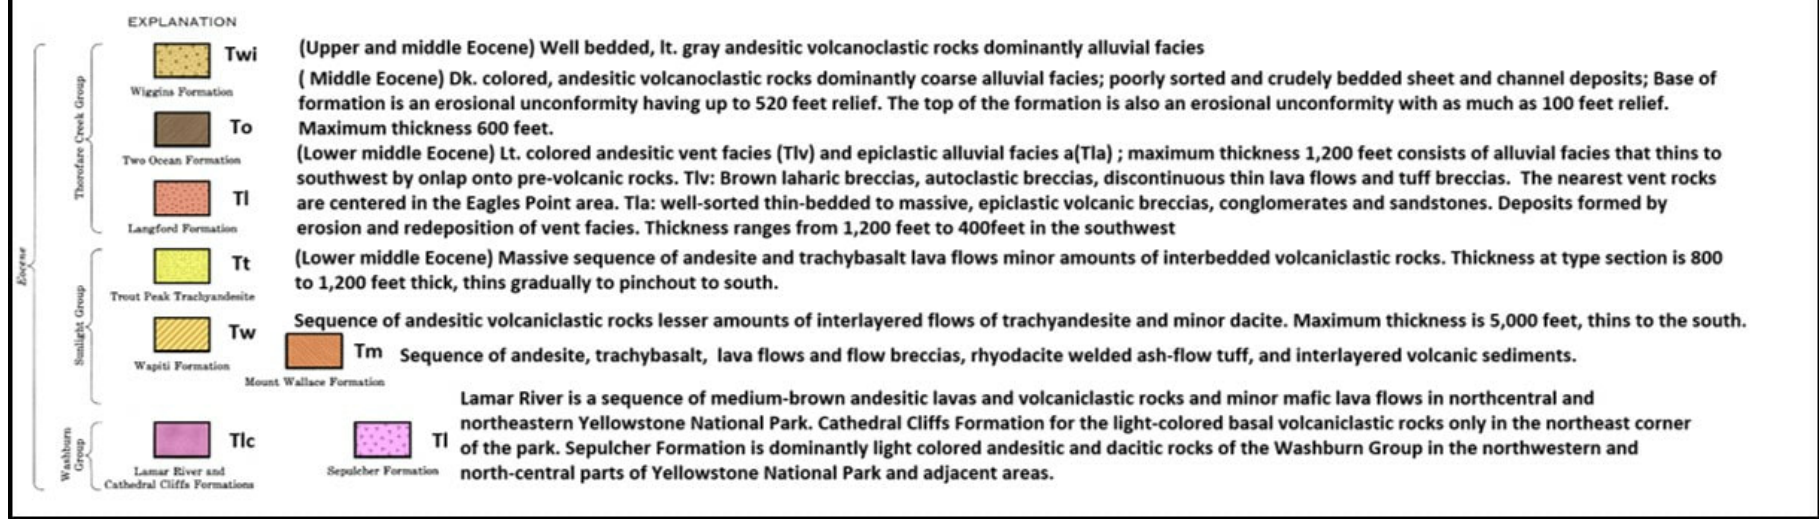 EXPLANATION
Eocene
Thorofare Creek Group
Twi
(Upper and middle Eocene) Well bedded, lt. gray andesitic volcanoclastic rocks dominantly alluvial facies
Wiggins Formation
( Middle Eocene) Dk. colored, andesitic volcanoclastic rocks dominantly coarse alluvial facies; poorly sorted and crudely bedded sheet and channel deposits; Base of
formation is an erosional unconformity having up to 520 feet relief. The top of the formation is also an erosional unconformity with as much as 100 feet relief.
Maximum thickness 600 feet.
To
Two Ocean Formation
(Lower middle Eocene) Lt. colored andesitic vent facies (Tlv) and epiclastic alluvial facies a(Tla) ; maximum thickness 1,200 feet consists of alluvial facies that thins to
southwest by onlap onto pre-volcanic rocks. Tlv: Brown laharic breccias, autoclastic breccias, discontinuous thin lava flows and tuff breccias. The nearest vent rocks
are centered in the Eagles Point area. Tla: well-sorted thin-bedded to massive, epiclastic volcanic breccias, conglomerates and sandstones. Deposits formed by
erosion and redeposition of vent facies. Thickness ranges from 1,200 feet to 400feet in the southwest
Tl
Langford Formation
Sunlight Group
Tt
(Lower middle Eocene) Massive sequence of andesite and trachybasalt lava flows minor amounts of interbedded volcaniclastic rocks. Thickness at type section is 800
to 1,200 feet thick, thins gradually to pinchout to south.
Trout Peak Trachyandesite
Tw
Sequence of andesitic volcaniclastic rocks lesser amounts of interlayered flows of trachyandesite and minor dacite. Maximum thickness is 5,000 feet, thins to the south.
Wapiti Formation
Tm
Sequence of andesite, trachybasalt, lava flows and flow breccias, rhyodacite welded ash-flow tuff, and interlayered volcanic sediments.
Mount Wallace Formation
Washburn
Group
Tlc
Lamar River and
Cathedral Cliffs Formations
Tl
Sepulcher Formation
Lamar River is a sequence of medium-brown andesitic lavas and volcaniclastic rocks and minor mafic lava flows in northcentral and
northeastern Yellowstone National Park. Cathedral Cliffs Formation for the light-colored basal volcaniclastic rocks only in the northeast corner
of the park. Sepulcher Formation is dominantly light colored andesitic and dacitic rocks of the Washburn Group in the northwestern and
north-central parts of Yellowstone National Park and adjacent areas.